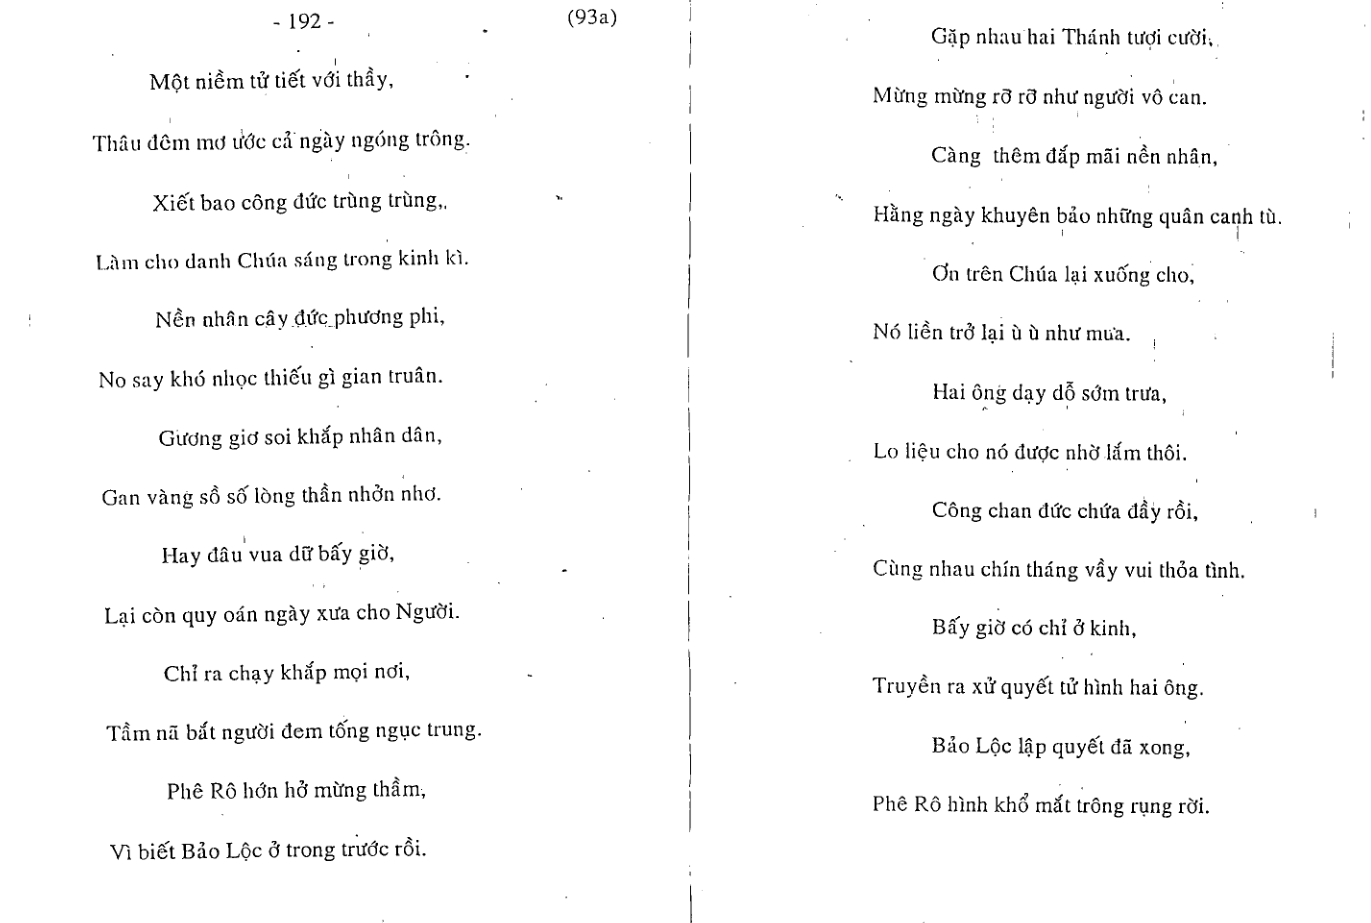 - 192 - (93a)
Một niềm tử tiết với thầy,
Thâu đêm mơ ước cả ngày ngóng trông.
Xiết bao công đức trùng trùng,
Làm cho danh Chúa sáng trong kinh kì.
Nền nhân cây đức phương phi,
No say khó nhọc thiếu gì gian truân.
Gương giơ soi khắp nhân dân,
Gan vàng sồ số lòng thần nhởn nhơ.
Hay đâu vua dữ bấy giờ,
Lại còn quy oán ngày xưa cho Người.
Chỉ ra chạy khắp mọi nơi,
Tầm nã bắt người đem tống ngục trung.
Phê Rô hớn hở mừng thầm,
Vì biết Bảo Lộc ở trong trước rồi.
Gặp nhau hai Thánh tượi cười,
Mừng mừng rỡ rỡ như người vô can.
Càng thêm đắp mãi nền nhân,
Hằng ngày khuyên bảo những quân canh tù.
Ơn trên Chúa lại xuống cho,
Nó liền trở lại ù ù như mưa.
Hai ông dạy dỗ sớm trưa,
Lo liệu cho nó được nhờ lắm thôi.
Công chan đức chứa đầy rồi,
Cùng nhau chín tháng vầy vui thỏa tình.
Bấy giờ có chỉ ở kinh,
Truyền ra xử quyết tử hình hai ông.
Bảo Lộc lập quyết đã xong,
Phê Rô hình khổ mắt trông rụng rời.